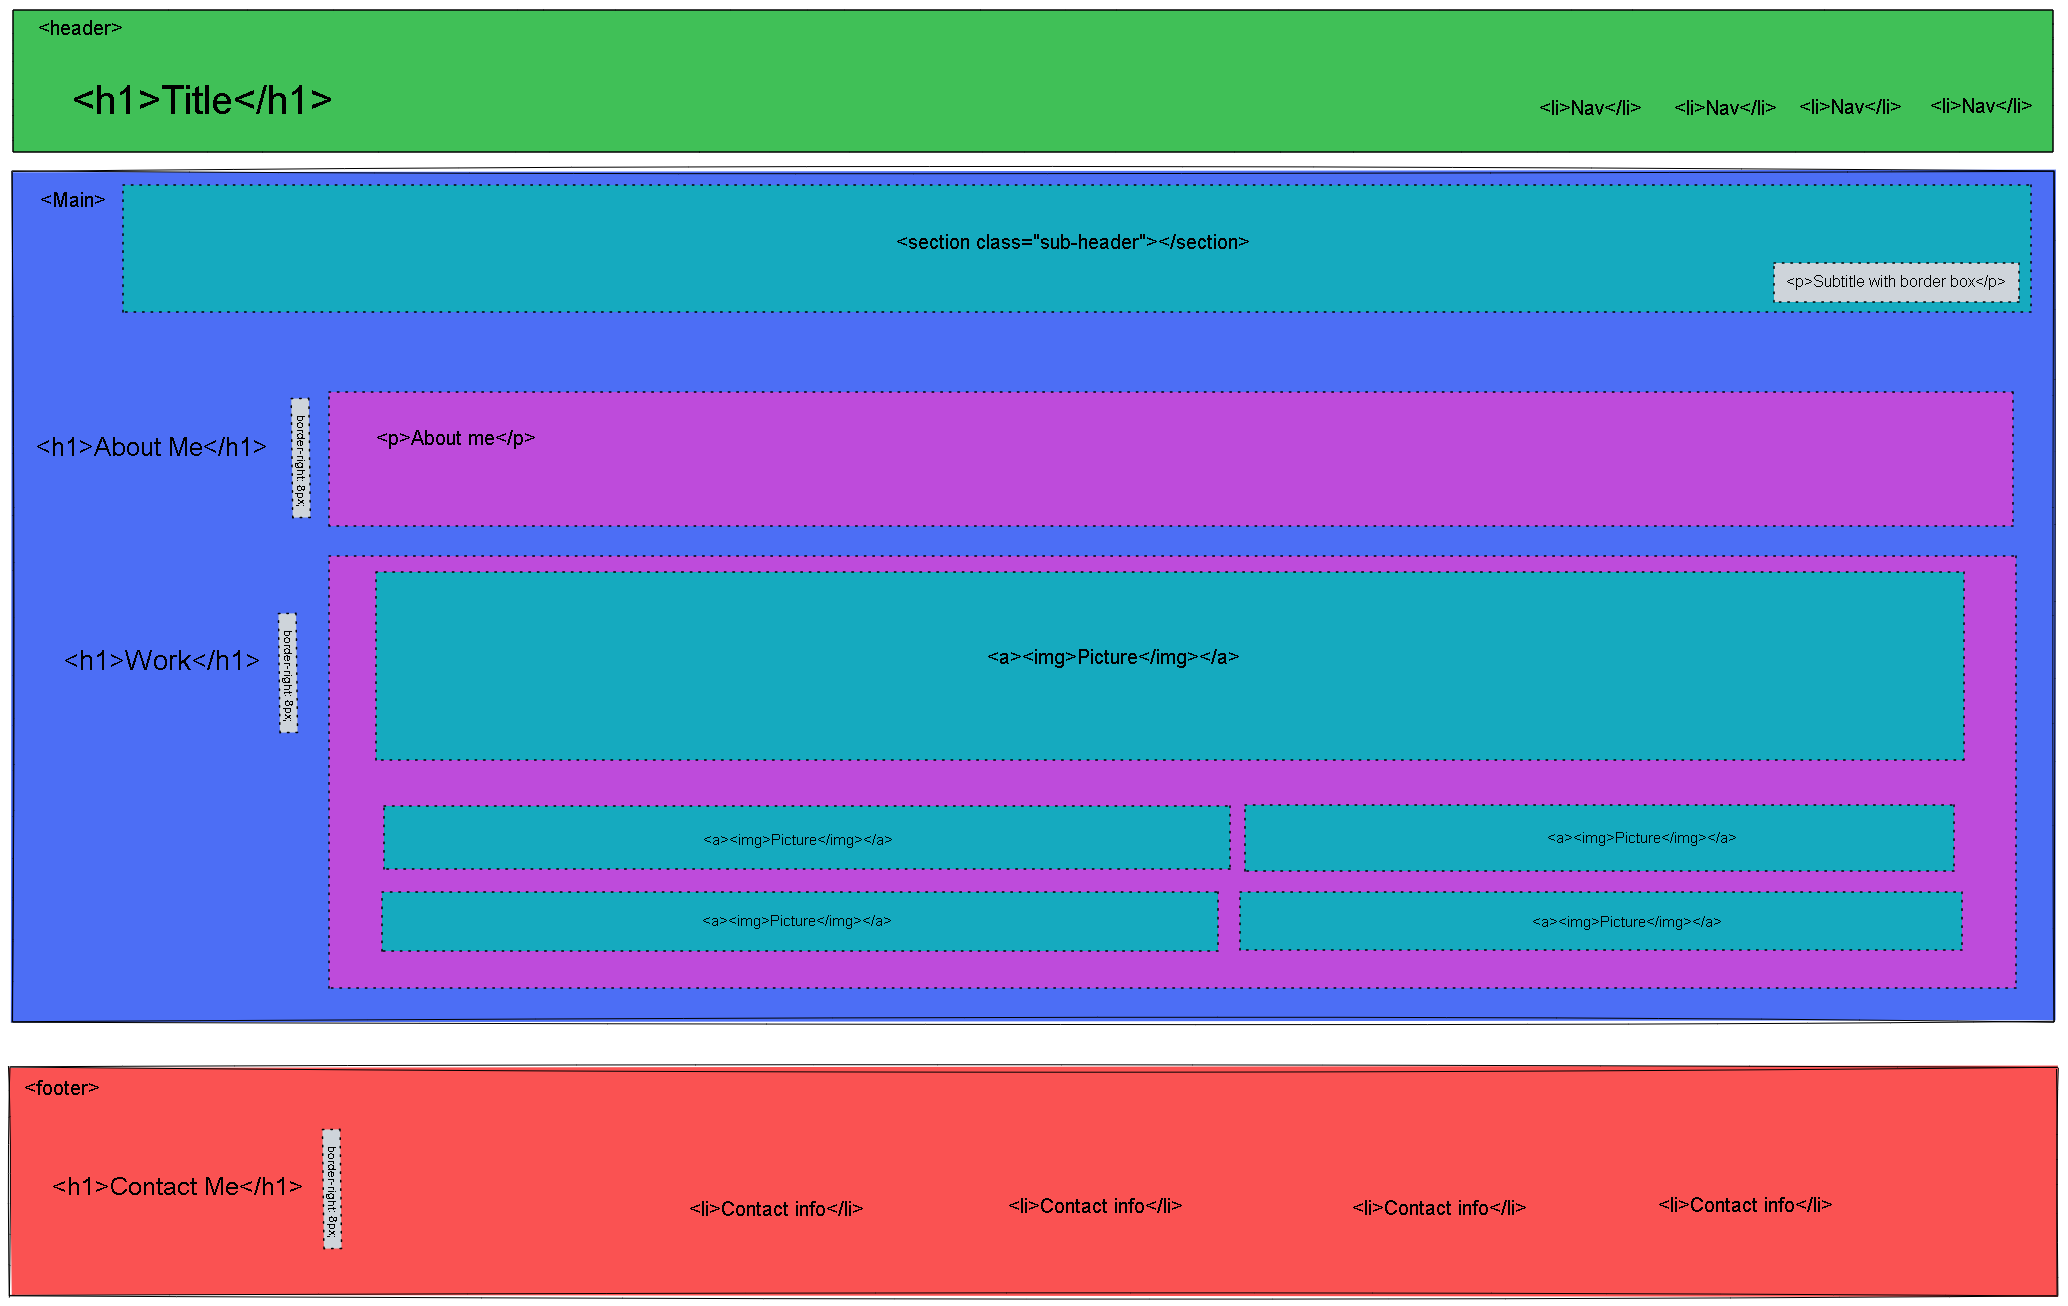 <header>
<h1>Title</h1>
<li>Nav</li>
<li>Nav</li>
<li>Nav</li>
<li>Nav</li>
<Main>
<section class="sub-header"></section>
<p>Subtitle with border box</p>
<h1>About Me</h1>
border-right: 8px;
<p>About me</p>
<h1>Work</h1>
border-right: 8px;
<a><img>Picture</img></a>
<a><img>Picture</img></a>
<a><img>Picture</img></a>
<a><img>Picture</img></a>
<a><img>Picture</img></a>
<footer>
<h1>Contact Me</h1>
border-right: 8px;
<li>Contact info</li>
<li>Contact info</li>
<li>Contact info</li>
<li>Contact info</li>